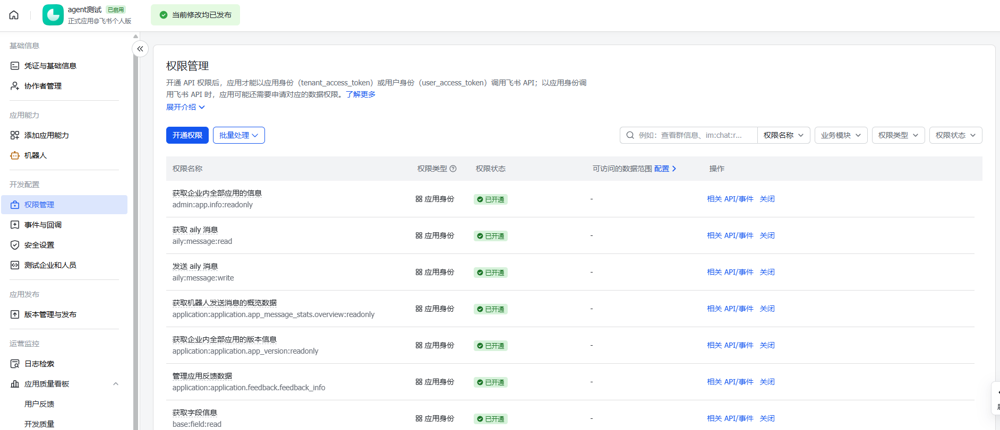 agent测试 已启用
正式应用@飞书个人版
当前修改均已发布
基础信息
凭证与基础信息
协作者管理
应用能力
添加应用能力
机器人
开发配置
权限管理
事件与回调
安全设置
测试企业和人员
应用发布
版本管理与发布
运营监控
日志检索
应用质量看板
用户反馈
开发质量
权限管理
开通 API 权限后，应用才能以应用身份（tenant_access_token）或用户身份（user_access_token）调用飞书 API；以应用身份调
用飞书 API 时，应用可能还需要申请对应的数据权限。了解更多
展开介绍
开通权限 批量处理 例如：查看群信息、im:chat:r... 权限名称 业务模块 权限类型 权限状态
权限名称 权限类型 权限状态 可访问的数据范围 配置 操作
获取企业内全部应用的信息
admin:app.info:readonly
应用身份 已开通 - 相关 API/事件 关闭
获取 aily 消息
aily:message:read
应用身份 已开通 - 相关 API/事件 关闭
发送 aily 消息
aily:message:write
应用身份 已开通 - 相关 API/事件 关闭
获取机器人发送消息的概览数据
application:application.app_message_stats.overview:readonly
应用身份 已开通 - 相关 API/事件 关闭
获取企业内全部应用的版本信息
application:application.app_version:readonly
应用身份 已开通 - 相关 API/事件 关闭
管理应用反馈数据
application:application.feedback.feedback_info
应用身份 已开通 - 相关 API/事件 关闭
获取字段信息
base:field:read
应用身份 已开通 - 相关 API/事件 关闭